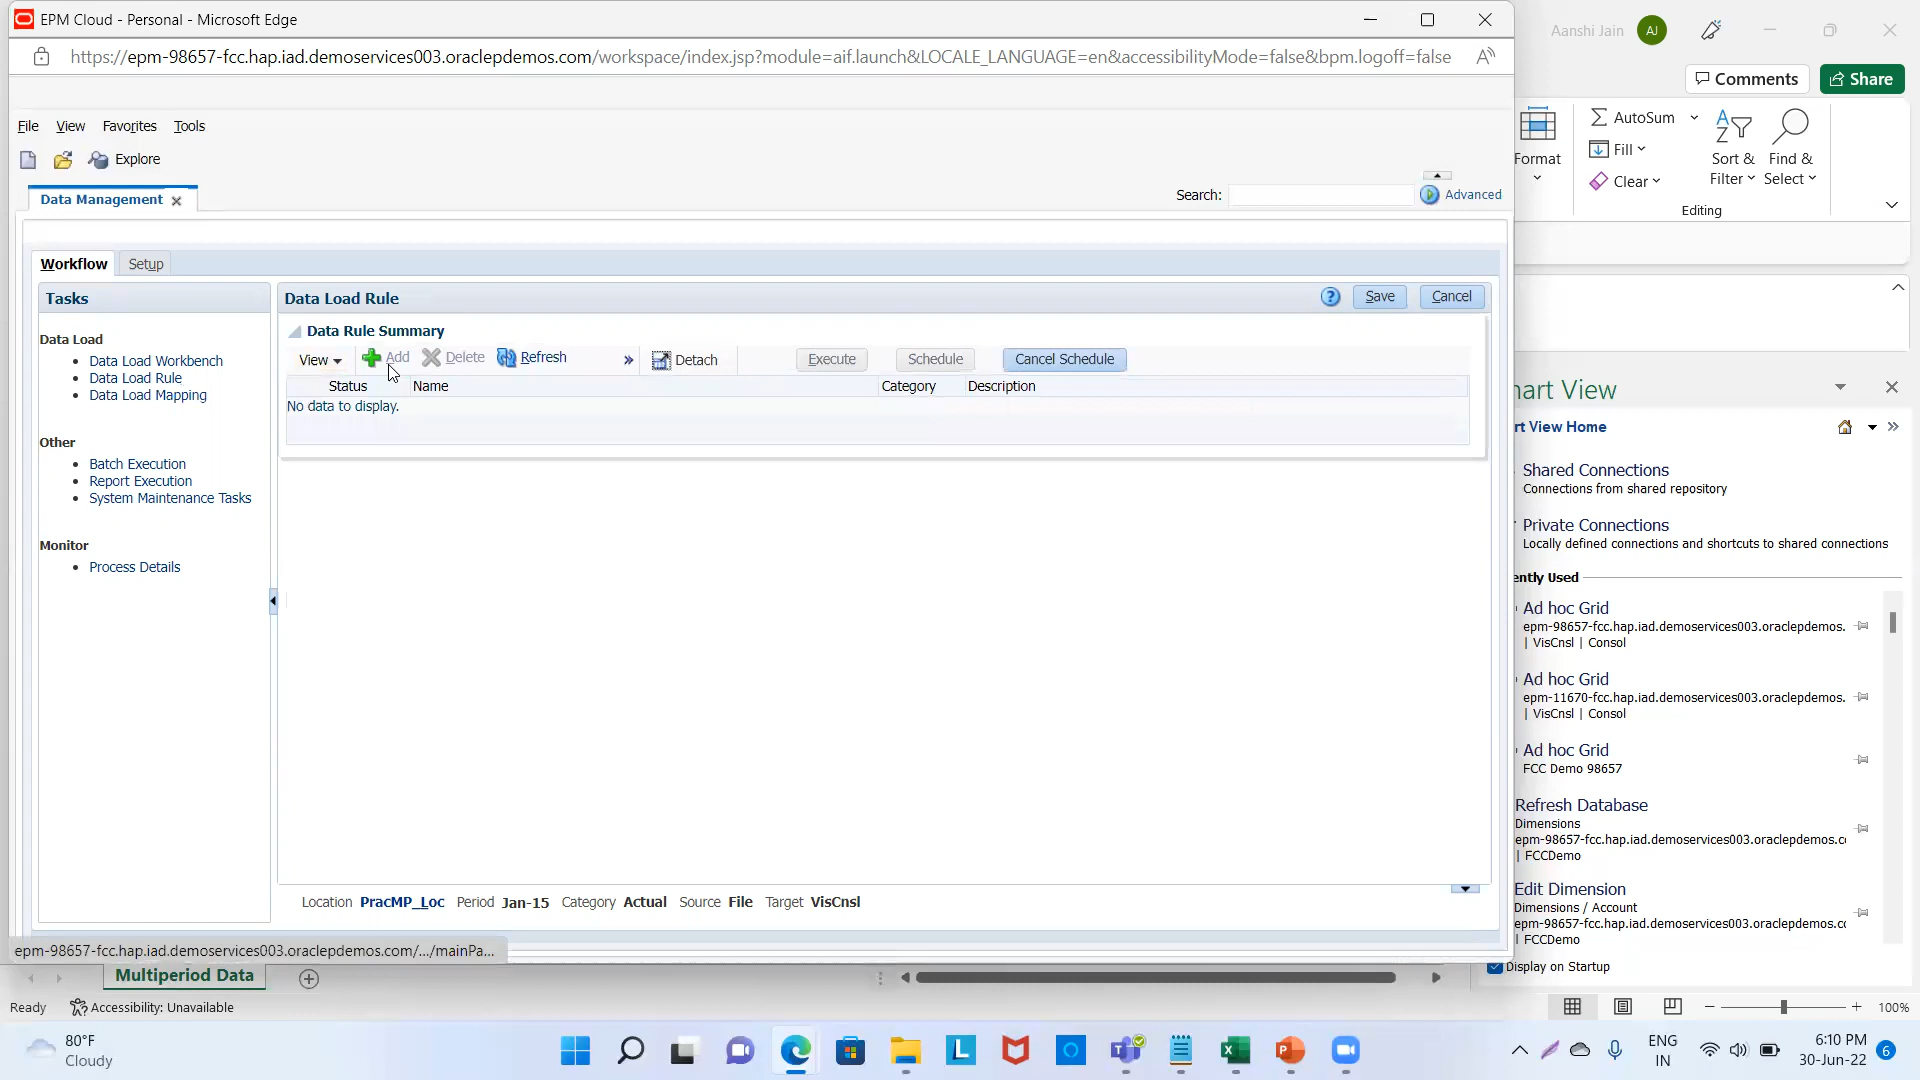 EPM Cloud - Personal - Microsoft Edge
https://epm-98657-fcc.hap.iad.demoservices003.oraclepdemos.com/workspace/index.jsp?module=aif.launch&LOCALE_LANGUAGE=en&accessibilityMode=false&bpm.logoff=false
File View Favorites Tools
Explore
Data Management
Search:
Advanced
Workflow
Setup
Tasks
Data Load
Data Load Workbench
Data Load Rule
Data Load Mapping
Other
Batch Execution
Report Execution
System Maintenance Tasks
Monitor
Process Details
Data Load Rule
Save
Cancel
Data Rule Summary
View
Add
Delete
Refresh
Detach
Execute
Schedule
Cancel Schedule
Status Name Category Description
No data to display.
Location PracMP_Loc Period Jan-15 Category Actual Source File Target VisCnsl
epm-98657-fcc.hap.iad.demoservices003.oraclepdemos.com/.../mainPa...
Aanshi Jain AJ
Comments
Share
Format
AutoSum
Fill
Clear
Sort & Filter
Find & Select
Editing
nart View
rt View Home
Shared Connections
Connections from shared repository
Private Connections
Locally defined connections and shortcuts to shared connections
ently Used
Ad hoc Grid
epm-98657-fcc.hap.iad.demoservices003.oraclepdemos.
| VisCnsl | Consol
Ad hoc Grid
epm-11670-fcc.hap.iad.demoservices003.oraclepdemos.
| VisCnsl | Consol
Ad hoc Grid
FCC Demo 98657
Refresh Database
Dimensions
epm-98657-fcc.hap.iad.demoservices003.oraclepdemos.co
| FCCDemo
Edit Dimension
Dimensions / Account
epm-98657-fcc.hap.iad.demoservices003.oraclepdemos.co
| FCCDemo
Display on Startup
Multiperiod Data
Ready
Accessibility: Unavailable
100%
80°F
Cloudy
ENG
IN
6:10 PM
30-Jun-22
6